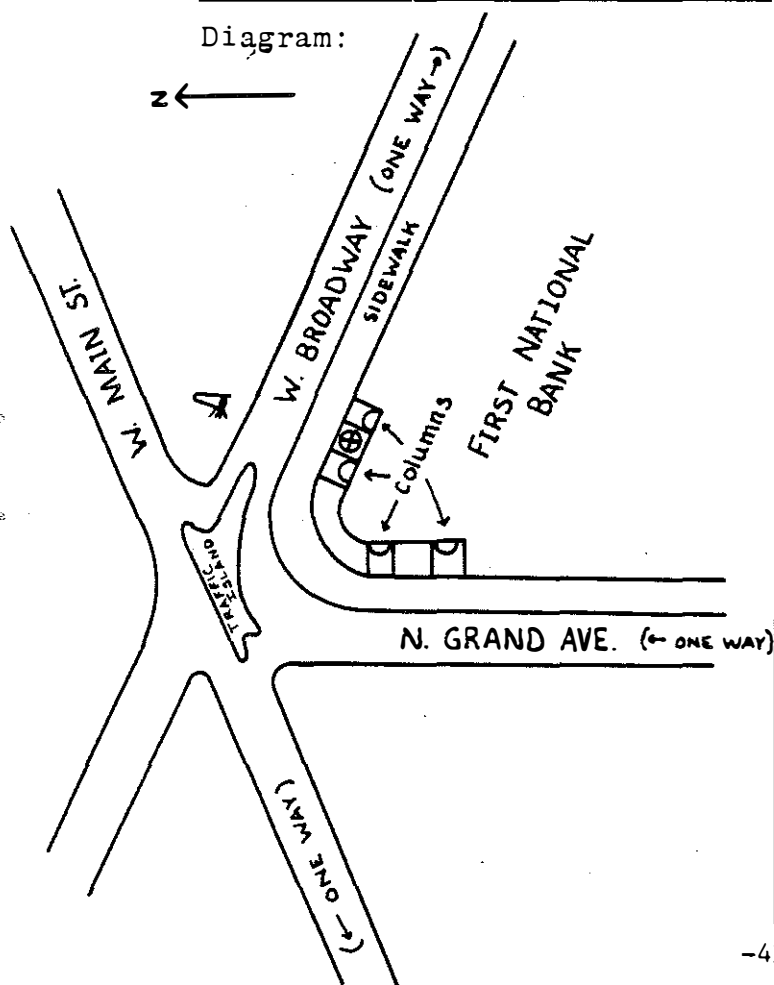 Diagram:
N
W. MAIN ST.
W. BROADWAY (ONE WAY→)
SIDEWALK
FIRST NATIONAL
BANK
Columns
TRAFFIC
ISLAND
N. GRAND AVE. (← ONE WAY)
(← ONE WAY)
-4